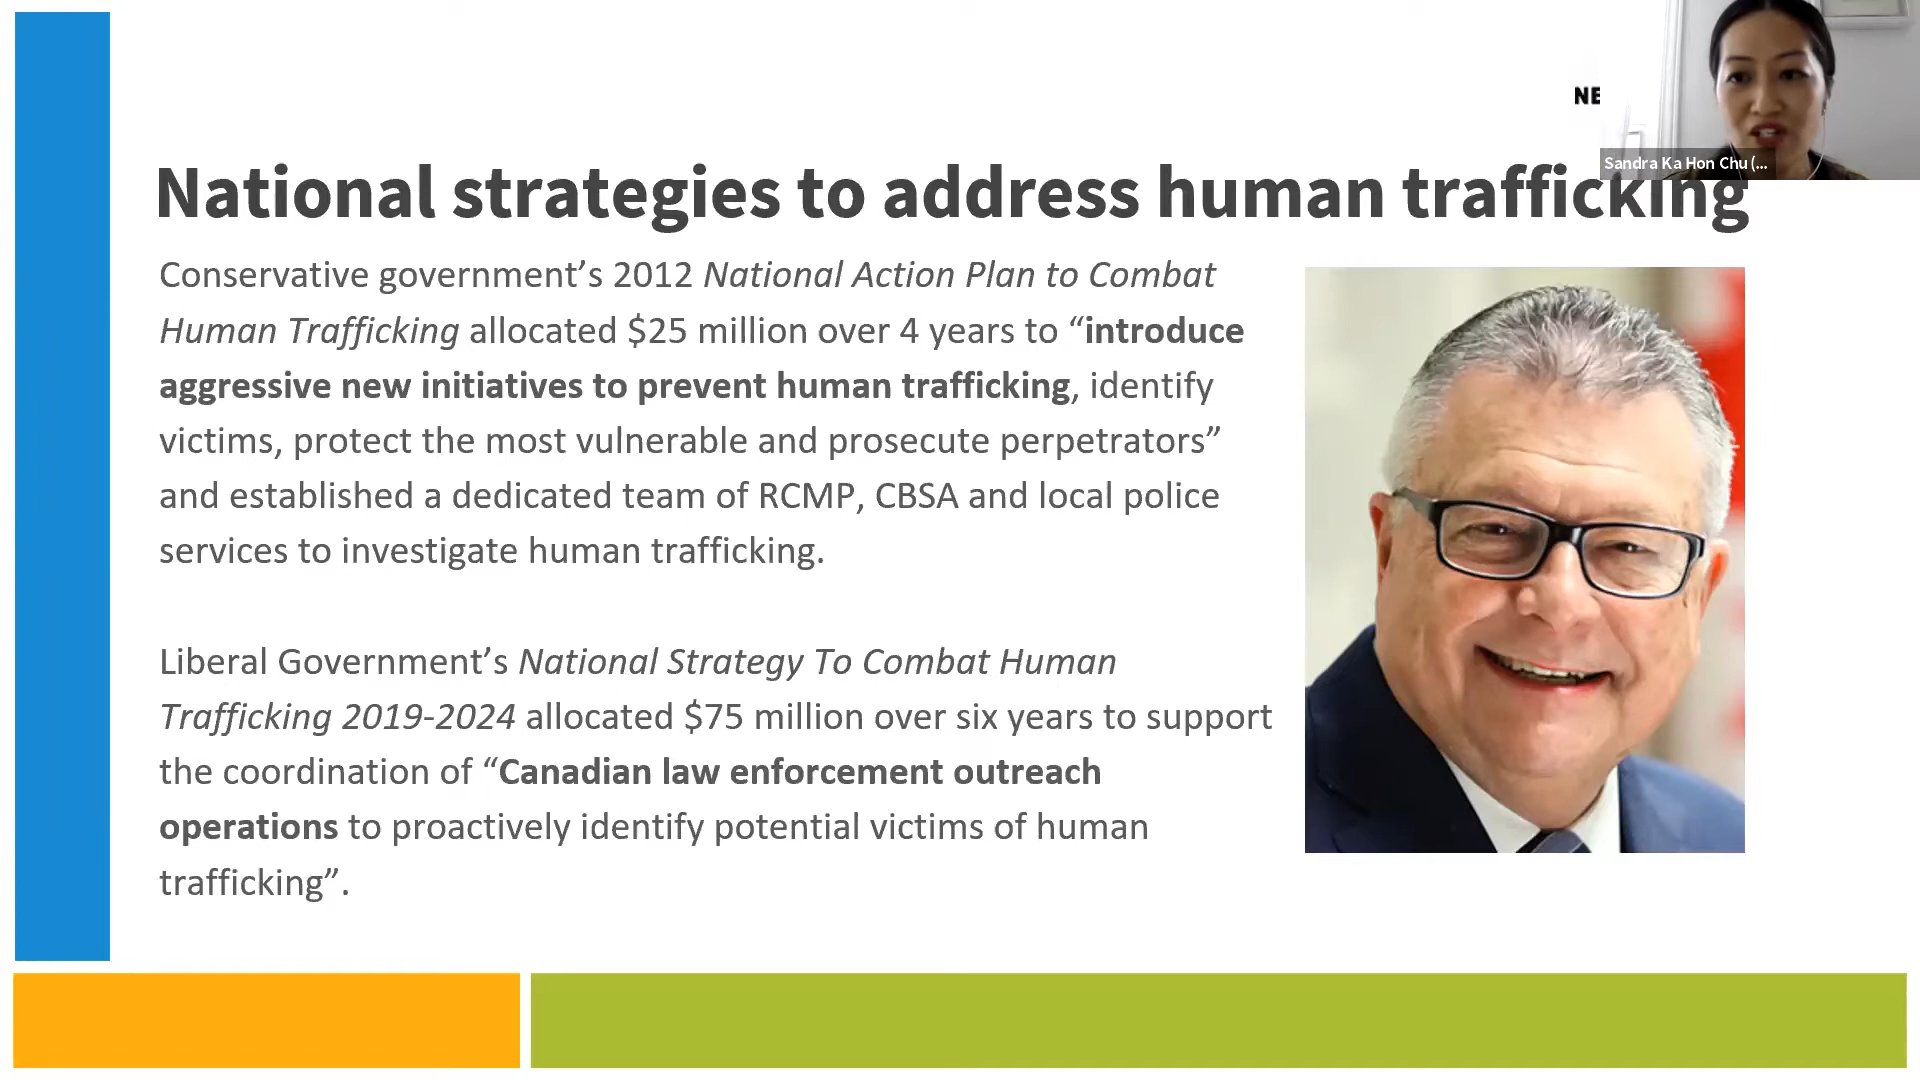 NE
Sandra Ka Hon Chu (...
National strategies to address human trafficking
Conservative government’s 2012 National Action Plan to Combat
Human Trafficking allocated $25 million over 4 years to “introduce
aggressive new initiatives to prevent human trafficking, identify
victims, protect the most vulnerable and prosecute perpetrators”
and established a dedicated team of RCMP, CBSA and local police
services to investigate human trafficking.
Liberal Government’s National Strategy To Combat Human
Trafficking 2019-2024 allocated $75 million over six years to support
the coordination of “Canadian law enforcement outreach
operations to proactively identify potential victims of human
trafficking”.